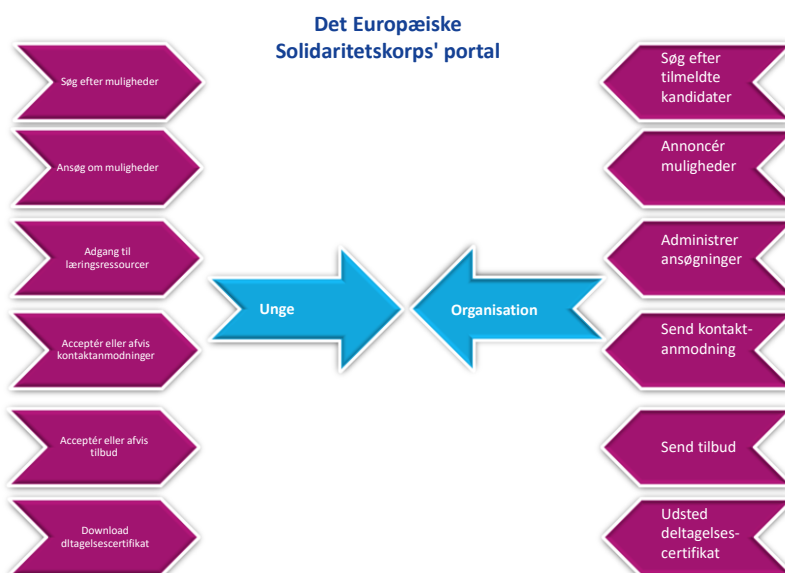 Det Europæiske
Solidaritetskorps' portal
Søg efter muligheder
Ansøg om muligheder
Adgang til
læringsressourcer
Acceptér eller afvis
kontaktanmodninger
Acceptér eller afvis
tilbud
Download
dltagelsescertifikat
Unge
Organisation
Søg efter
tilmeldte
kandidater
Annoncér
muligheder
Administrer
ansøgninger
Send kontakt-
anmodning
Send tilbud
Udsted
deltagelses-
certifikat